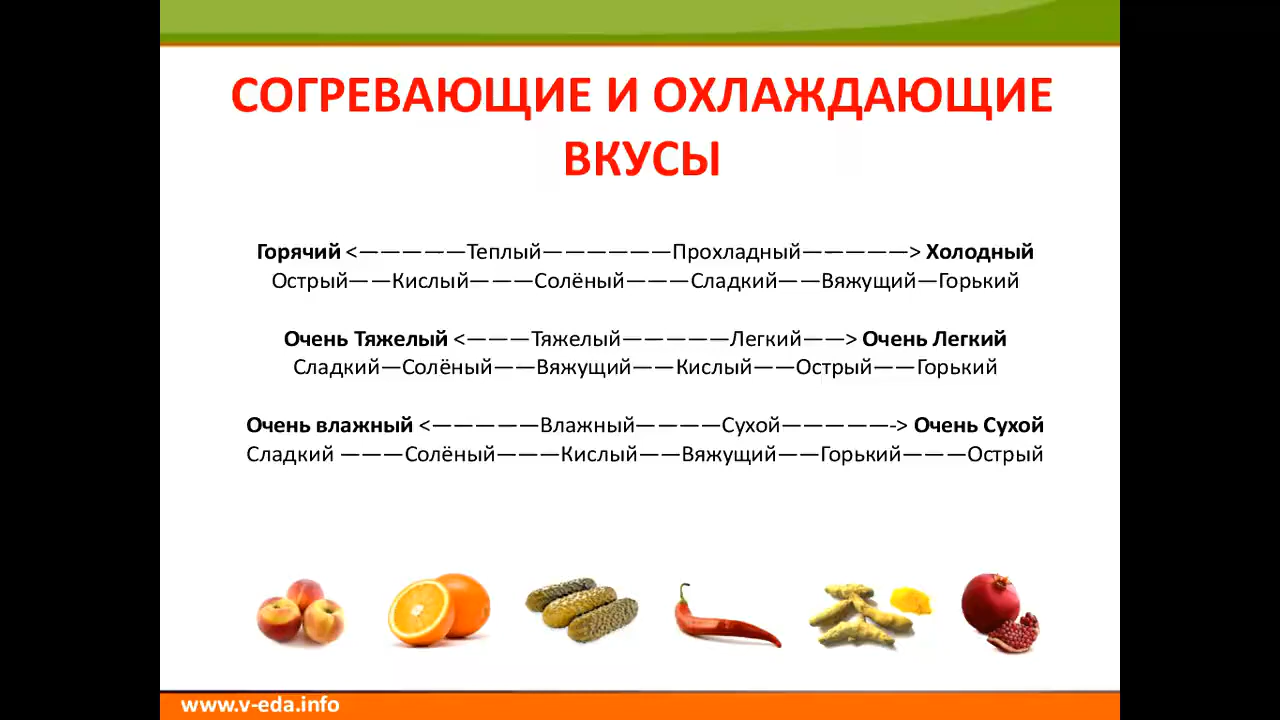 СОГРЕВАЮЩИЕ И ОХЛАЖДАЮЩИЕ
ВКУСЫ
Горячий <—————Теплый——————Прохладный—————> Холодный
Острый——Кислый———Солёный———Сладкий——Вяжущий—Горький
Очень Тяжелый <———Тяжелый—————Легкий——> Очень Легкий
Сладкий—Солёный——Вяжущий——Кислый——Острый——Горький
Очень влажный <—————Влажный————Сухой—————-> Очень Сухой
Сладкий ———Солёный———Кислый——Вяжущий——Горький———Острый
www.v-eda.info